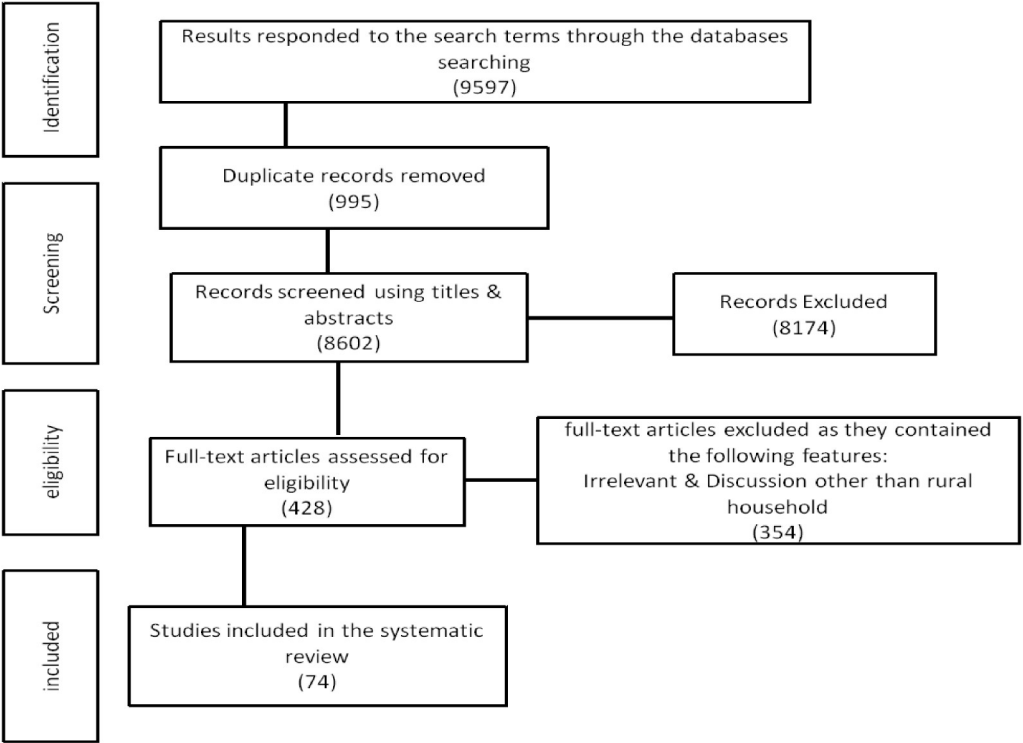 Identification
Results responded to the search terms through the databases
searching
(9597)
Duplicate records removed
(995)
Screening
Records screened using titles &
abstracts
(8602)
Records Excluded
(8174)
eligibility
Full-text articles assessed for
eligibility
(428)
full-text articles excluded as they contained
the following features:
Irrelevant & Discussion other than rural
household
(354)
included
Studies included in the systematic
review
(74)